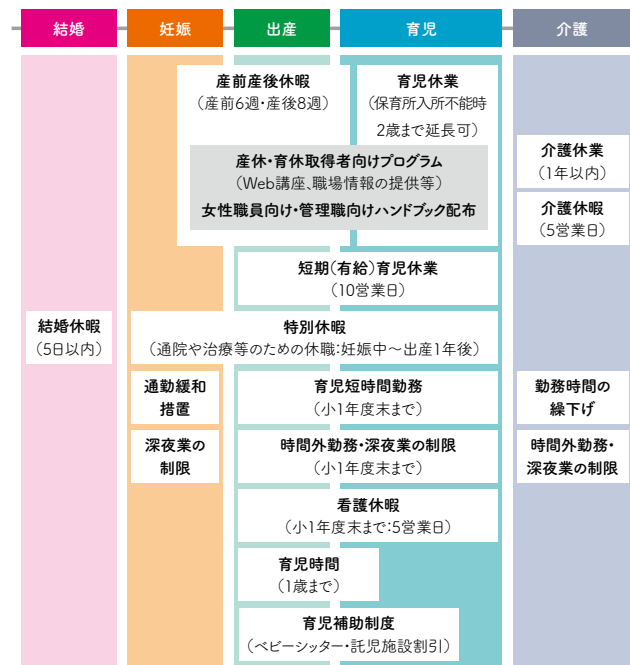 結婚
妊娠
出産
育児
介護
産前産後休暇
（産前6週・産後8週）
育児休業
（保育所入所不能時
2歳まで延長可）
産休・育休取得者向けプログラム
（Web講座、職場情報の提供等）
女性職員向け・管理職向けハンドブック配布
介護休業
（1年以内）
介護休暇
（5営業日）
短期（有給）育児休業
（10営業日）
結婚休暇
（5日以内）
特別休暇
（通院や治療等のための休職：妊娠中～出産1年後）
通勤緩和
措置
育児短時間勤務
（小1年度末まで）
勤務時間の
繰下げ
深夜業の
制限
時間外勤務・深夜業の制限
（小1年度末まで）
時間外勤務・
深夜業の制限
看護休暇
（小1年度末まで：5営業日）
育児時間
（1歳まで）
育児補助制度
（ベビーシッター・託児施設割引）